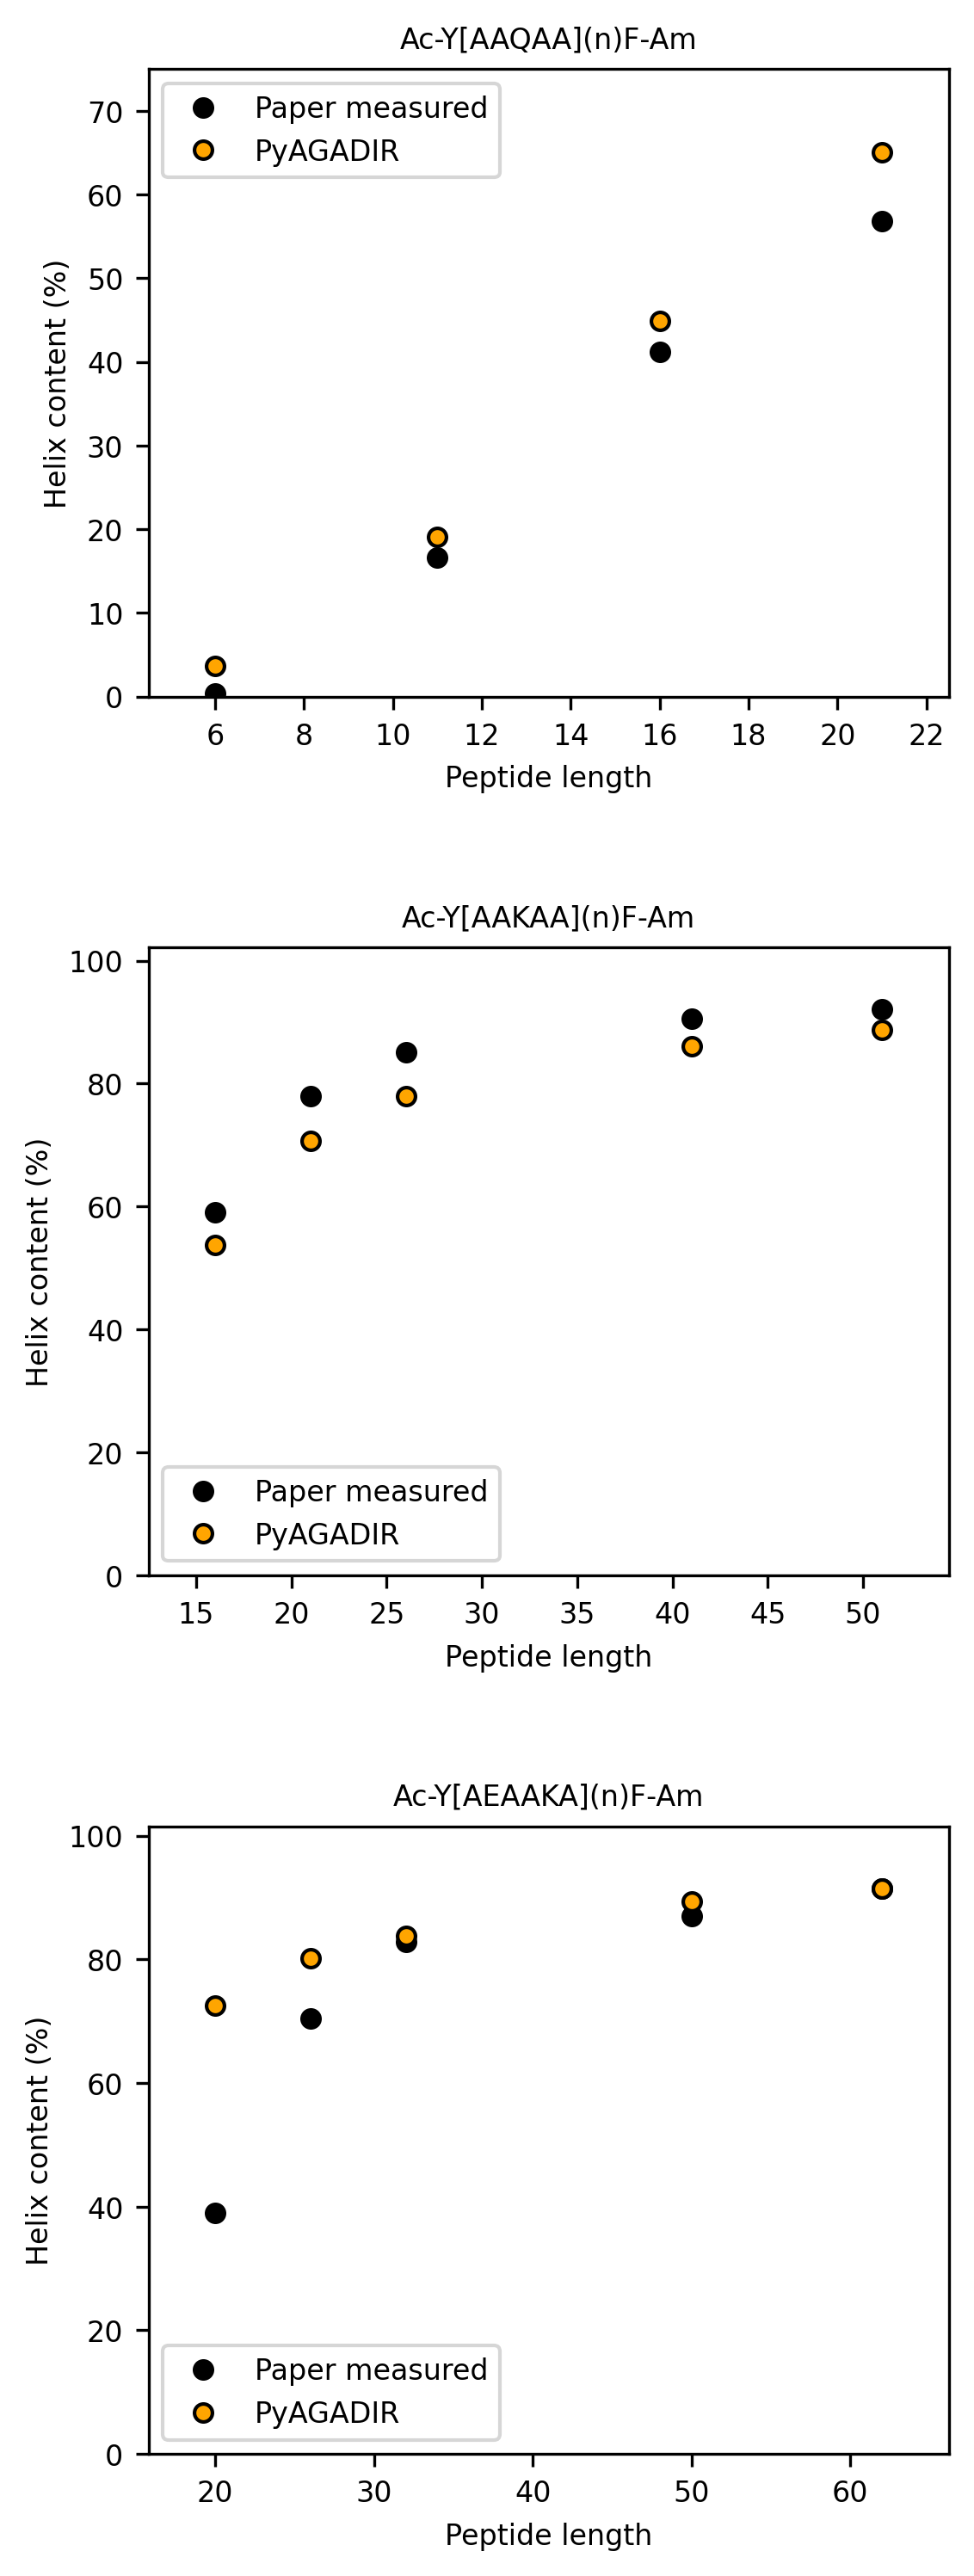 Ac-Y[AAQAA](n)F-Am
Paper measured
PyAGADIR
70
60
50
40
30
20
10
0
Helix content (%)
6 8 10 12 14 16 18 20 22
Peptide length
Ac-Y[AAKAA](n)F-Am
100
80
60
40
20
0
Helix content (%)
Paper measured
PyAGADIR
15 20 25 30 35 40 45 50
Peptide length
Ac-Y[AEAAKA](n)F-Am
100
80
60
40
20
0
Helix content (%)
Paper measured
PyAGADIR
20 30 40 50 60
Peptide length